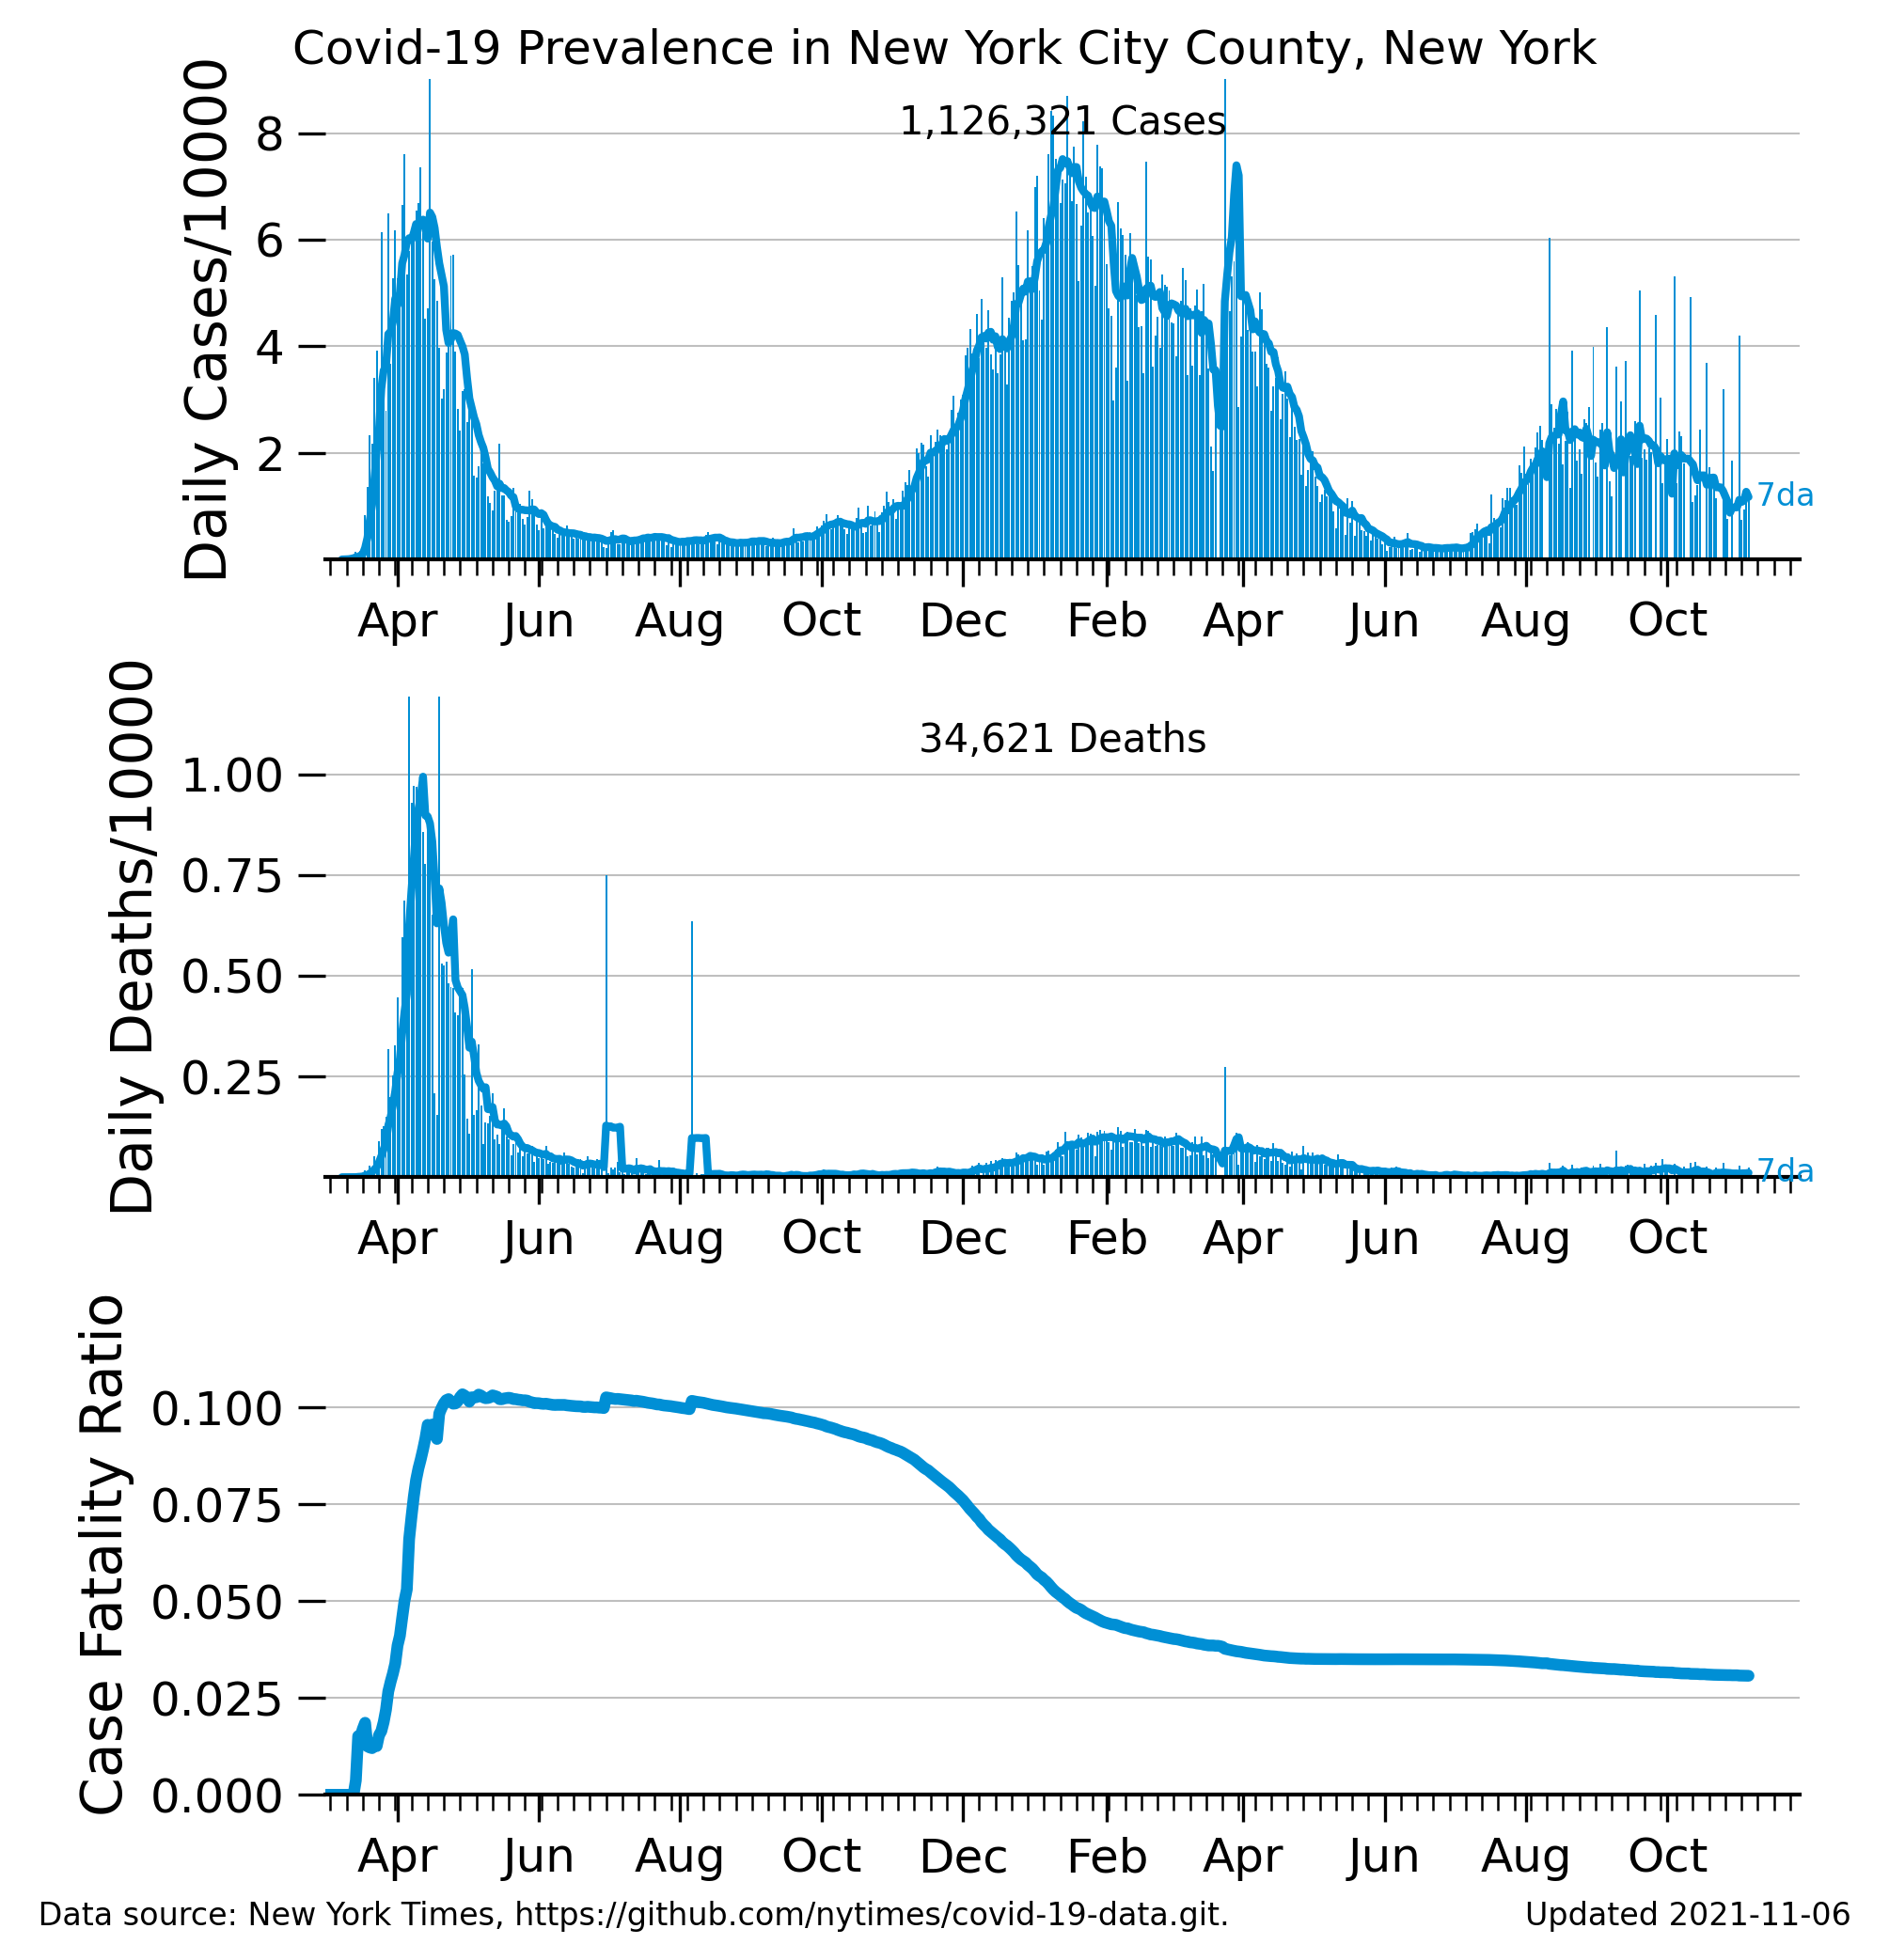 Covid-19 Prevalence in New York City County, New York
Daily Cases/10000
1,126,321 Cases
8
6
4
2
7da
Apr Jun Aug Oct Dec Feb Apr Jun Aug Oct
Daily Deaths/10000
34,621 Deaths
1.00
0.75
0.50
0.25
7da
Apr Jun Aug Oct Dec Feb Apr Jun Aug Oct
Case Fatality Ratio
0.100
0.075
0.050
0.025
0.000
Apr Jun Aug Oct Dec Feb Apr Jun Aug Oct
Data source: New York Times, https://github.com/nytimes/covid-19-data.git.
Updated 2021-11-06